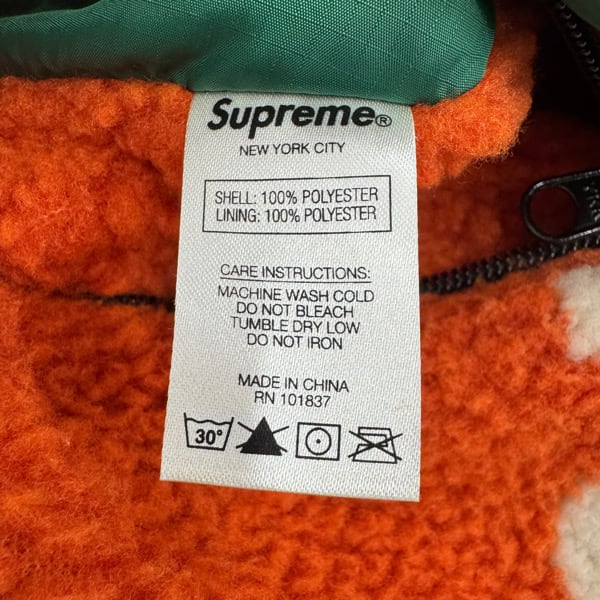 Supreme®
NEW YORK CITY
SHELL: 100% POLYESTER
LINING: 100% POLYESTER
CARE INSTRUCTIONS:
MACHINE WASH COLD
DO NOT BLEACH
TUMBLE DRY LOW
DO NOT IRON
MADE IN CHINA
RN 101837
30°